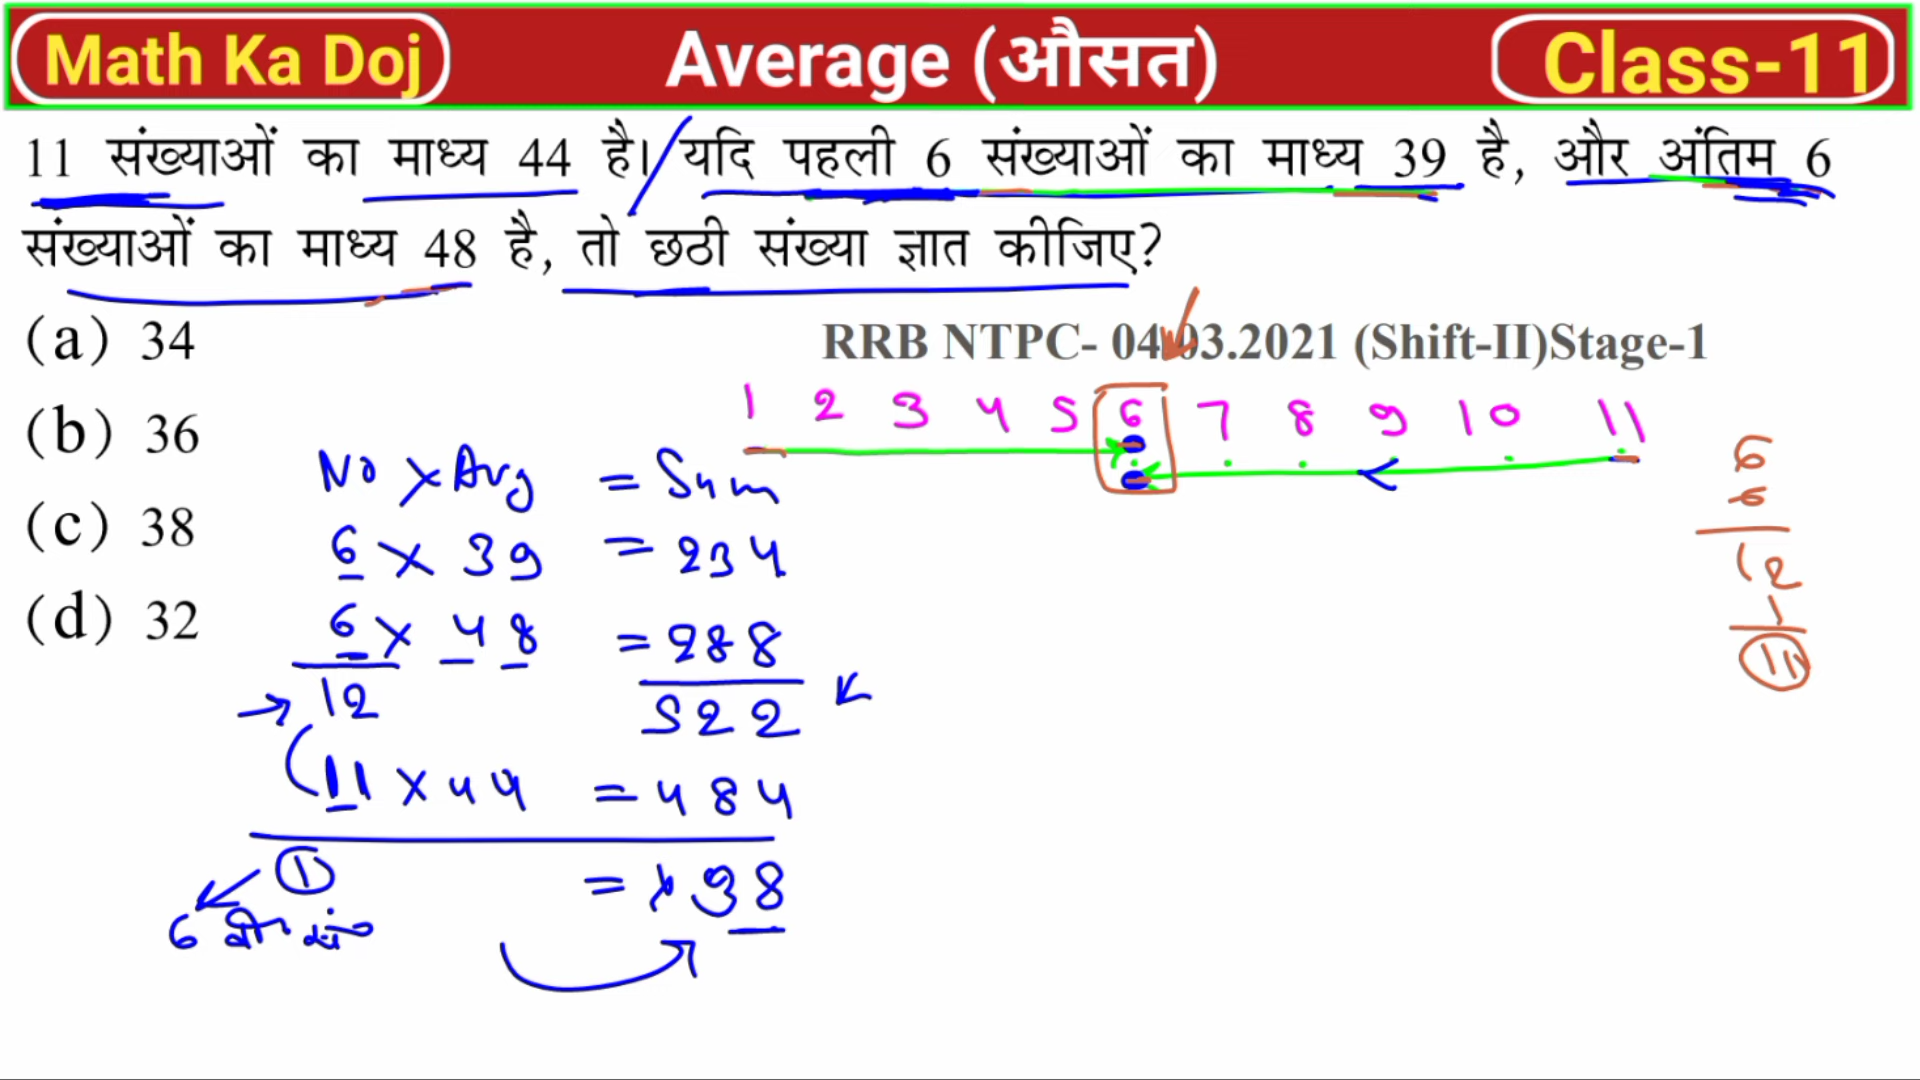 Math Ka Doj
Average (औसत)
Class-11
11 संख्याओं का माध्य 44 है। यदि पहली 6 संख्याओं का माध्य 39 है, और अंतिम 6
संख्याओं का माध्य 48 है, तो छठी संख्या ज्ञात कीजिए?
(a) 34
RRB NTPC- 04.03.2021 (Shift-II)Stage-1
(b) 36
(c) 38
(d) 32
1 2 3 4 5 6 7 8 9 10 11
No × Avg = Sum
6 × 39 = 234
6 × 48 = 288
12 522
11 × 44 = 484
1 = 38
6
6
6
12
1
11